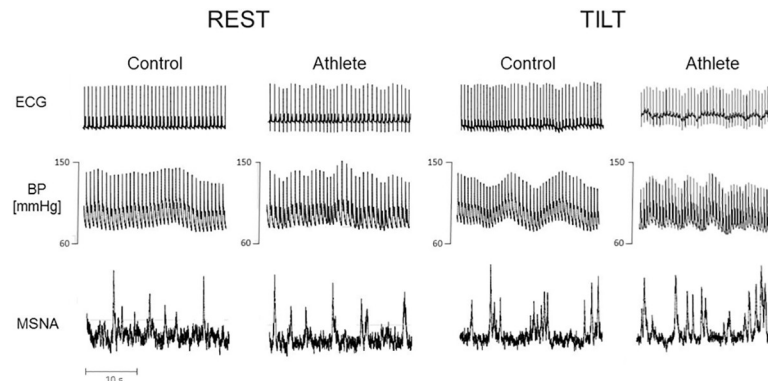 REST TILT
Control Athlete Control Athlete
ECG
150 150 150 150
BP
[mmHg]
60 60 60 60
MSNA
10 s